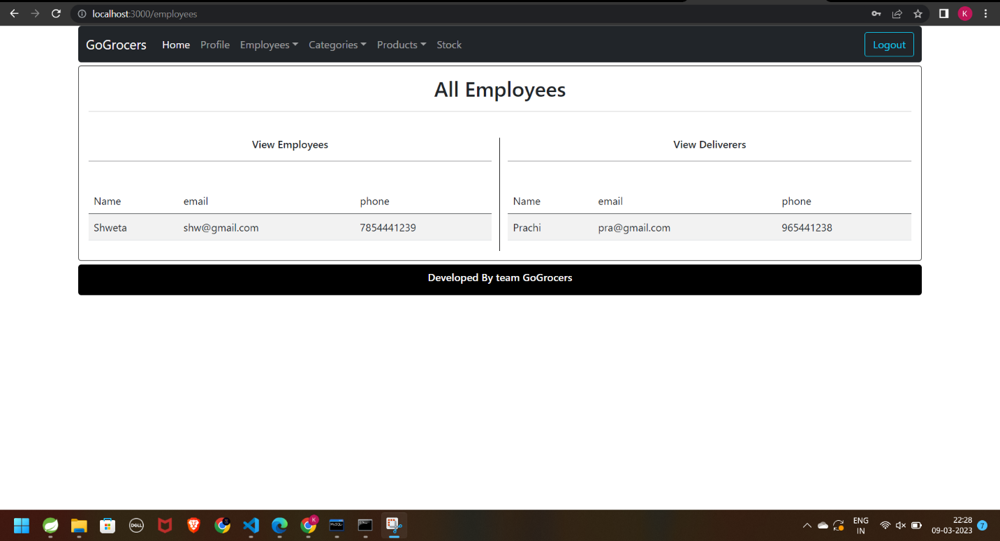 localhost:3000/employees
K
GoGrocers Home Profile Employees Categories Products Stock Logout
All Employees
View Employees
Name email phone
Shweta shw@gmail.com 7854441239
View Deliverers
Name email phone
Prachi pra@gmail.com 965441238
Developed By team GoGrocers
DELL
K
MySQL
ENG
IN
22:28
09-03-2023
7